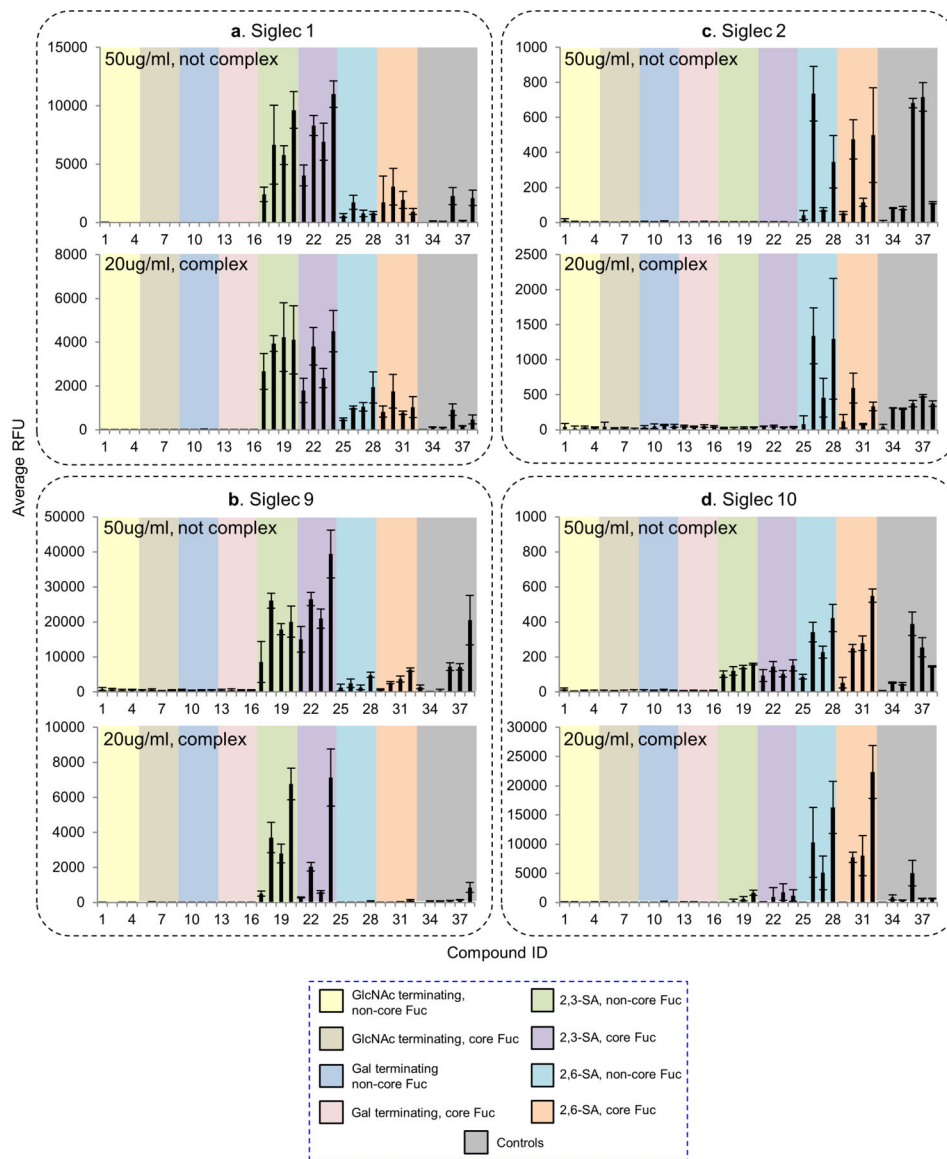 a. Siglec 1
15000
50ug/ml, not complex
10000
5000
0
1 4 7 10 13 16 19 22 25 28 31 34 37
8000
20ug/ml, complex
6000
4000
2000
0
1 4 7 10 13 16 19 22 25 28 31 34 37
c. Siglec 2
1000
50ug/ml, not complex
800
600
400
200
0
1 4 7 10 13 16 19 22 25 28 31 34 37
2500
20ug/ml, complex
2000
1500
1000
500
0
1 4 7 10 13 16 19 22 25 28 31 34 37
Average RFU
b. Siglec 9
50000
50ug/ml, not complex
40000
30000
20000
10000
0
1 4 7 10 13 16 19 22 25 28 31 34 37
10000
20ug/ml, complex
8000
6000
4000
2000
0
1 4 7 10 13 16 19 22 25 28 31 34 37
d. Siglec 10
1000
50ug/ml, not complex
800
600
400
200
0
1 4 7 10 13 16 19 22 25 28 31 34 37
30000
20ug/ml, complex
25000
20000
15000
10000
5000
0
1 4 7 10 13 16 19 22 25 28 31 34 37
Compound ID
GlcNAc terminating,
non-core Fuc
GlcNAc terminating, core Fuc
Gal terminating
non-core Fuc
Gal terminating, core Fuc
2,3-SA, non-core Fuc
2,3-SA, core Fuc
2,6-SA, non-core Fuc
2,6-SA, core Fuc
Controls